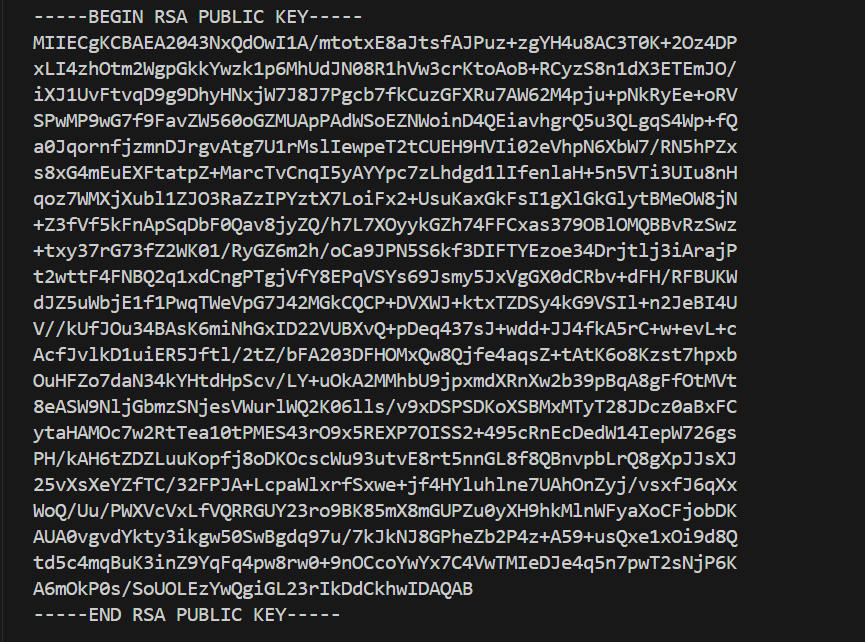 -----BEGIN RSA PUBLIC KEY-----
MIIECgKCBAEA2043NxQdOwI1A/mtotxE8aJtsfAJPuz+zgYH4u8AC3T0K+2Oz4DP
xLI4zhOtm2WgpGkkYwzk1p6MhUdJN08R1hVw3crKtoAoB+RCyzS8n1dX3ETEmJO/
iXJ1UvFtvqD9g9DhyHNxjW7J8J7Pgcb7fkCuzGFXRu7AW62M4pju+pNkRyEe+oRV
SPwMP9wG7f9FavZW560oGZMUApPAdWSoEZNWoinD4QEiavhgrQ5u3QLgqS4Wp+fQ
a0JqornfjzmnDJrgvAtg7U1rMslIewpeT2tCUEH9HVIi02eVhpN6XbW7/RN5hPZx
s8xG4mEuEXFtatpZ+MarcTvCnqI5yAYYpc7zLhdgd1lIfenlaH+5n5VTi3UIu8nH
qoz7WMXjXubl1ZJO3RaZzIPYztX7LoiFx2+UsuKaxGkFsI1gXlGkGlytBMeOW8jN
+Z3fVf5kFnApSqDbF0Qav8jyZQ/h7L7XOyykGZh74FFCxas379OBlOMQBBvRzSwz
+txy37rG73fZ2WK01/RyGZ6m2h/oCa9JPN5S6kf3DIFTYEzoe34Drjtlj3iArajP
t2wttF4FNBQ2q1xdCngPTgjVfY8EPqVSYs69Jsmy5JxVgGX0dCRbv+dFH/RFBUKW
dJZ5uWbjE1f1PwqTWeVpG7J42MGkCQCP+DVXWJ+ktxTZDSy4kG9VSIl+n2JeBI4U
V//kUfJOu34BAsK6miNhGxID22VUBXvQ+pDeq437sJ+wdd+JJ4fkA5rC+w+evL+c
AcfJvlkD1uiER5Jftl/2tZ/bFA203DFHOMxQw8Qjfe4aqsZ+tAtK6o8Kzst7hpxb
OuHFZo7daN34kYHtdHpScv/LY+uOkA2MMhbU9jpxmdXRnXw2b39pBqA8gFfOtMVt
8eASW9NljGbmzSNjesVWurlWQ2K06lls/v9xDSPSDKoXSBMxMTyT28JDcz0aBxFC
ytaHAMOc7w2RtTea10tPMES43rO9x5REXP7OISS2+495cRnEcDedW14IepW726gs
PH/kAH6tZDZLuuKopfj8oDKOcscWu93utvE8rt5nnGL8f8QBnvpbLrQ8gXpJJsXJ
25vXsXeYZfTC/32FPJA+LcpaWlxrfSxwe+jf4HYluhlne7UAhOnZyj/vsxfJ6qXx
WoQ/Uu/PWXVcVxLfVQRRGUY23ro9BK85mX8mGUPZu0yXH9hkMlnWFyaXoCFjobDK
AUA0vgvdYkty3ikgw50SwBgdq97u/7kJkNJ8GPheZb2P4z+A59+usQxe1xOi9d8Q
td5c4mqBuK3inZ9YqFq4pw8rw0+9nOCcoYwYx7C4VwTMIeDJe4q5n7pwT2sNjP6K
A6mOkP0s/SoUOLEzYwQgiGL23rIkDdCkhwIDAQAB
-----END RSA PUBLIC KEY-----